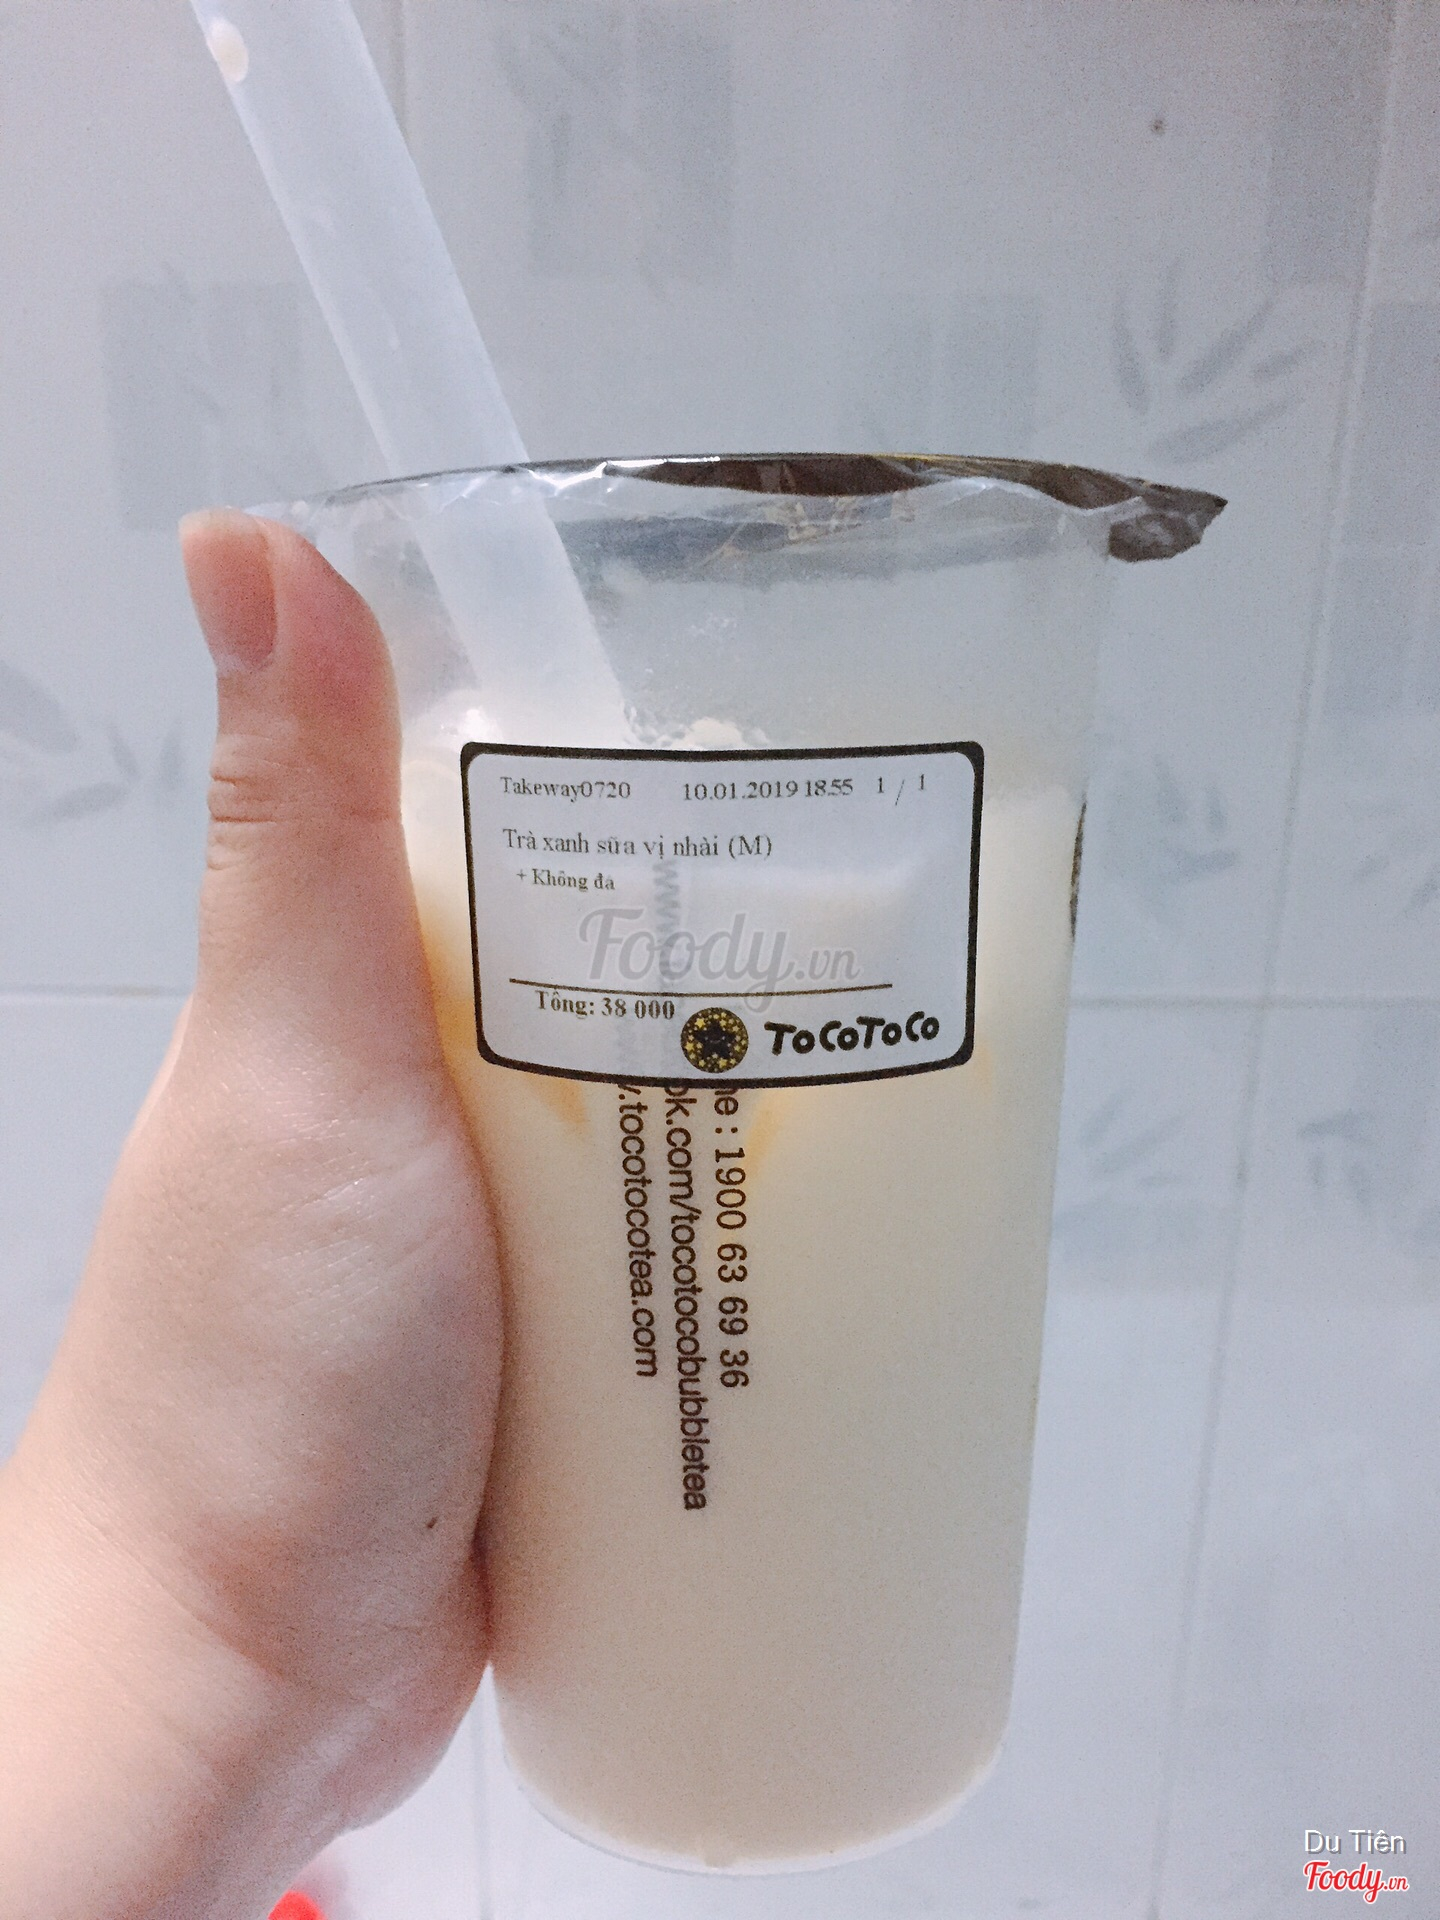 Takeway0720 10.01.2019 18:55 1 / 1
Trà xanh sữa vị nhài (M)
+ Không đá
Foody.vn
Tổng: 38 000
ToCoToCo
ne : 1900 63 69 36
ok.com/tocotocobubbletea
.tocotocotea.com
Du Tiên
Foody.vn